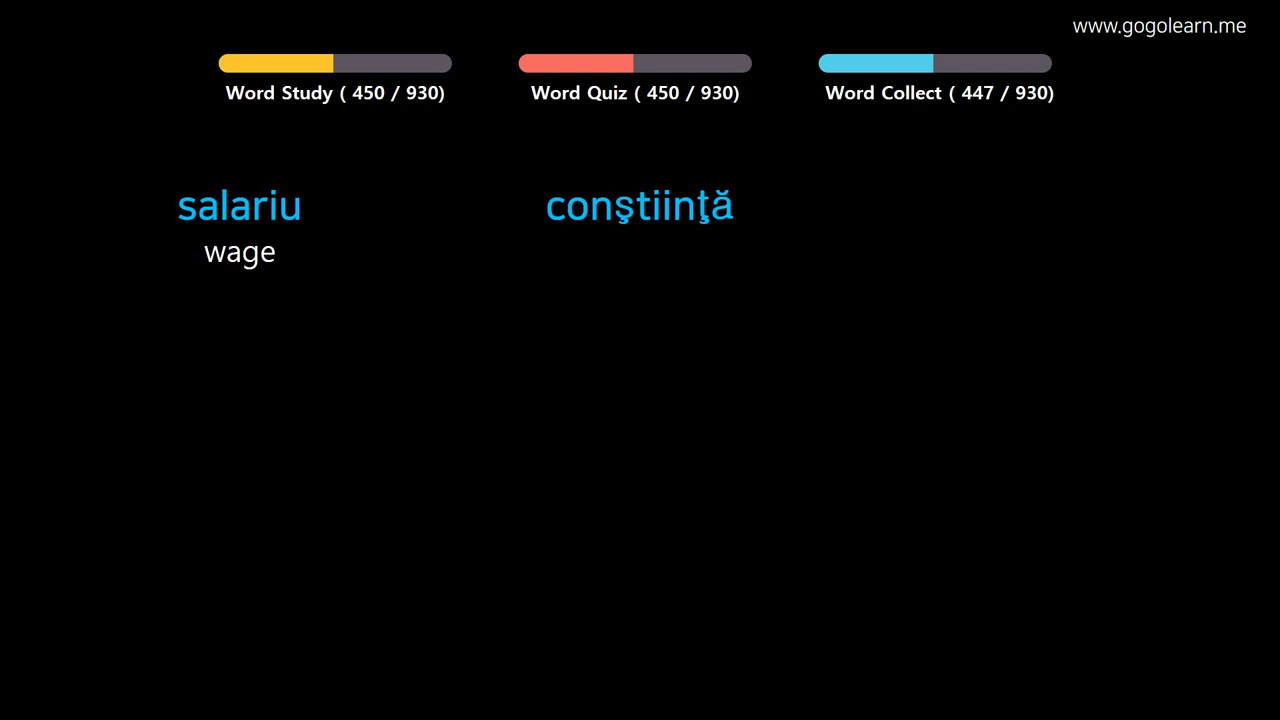 www.gogolearn.me
Word Study ( 450 / 930)
Word Quiz ( 450 / 930)
Word Collect ( 447 / 930)
salariu
conştiinţă
wage